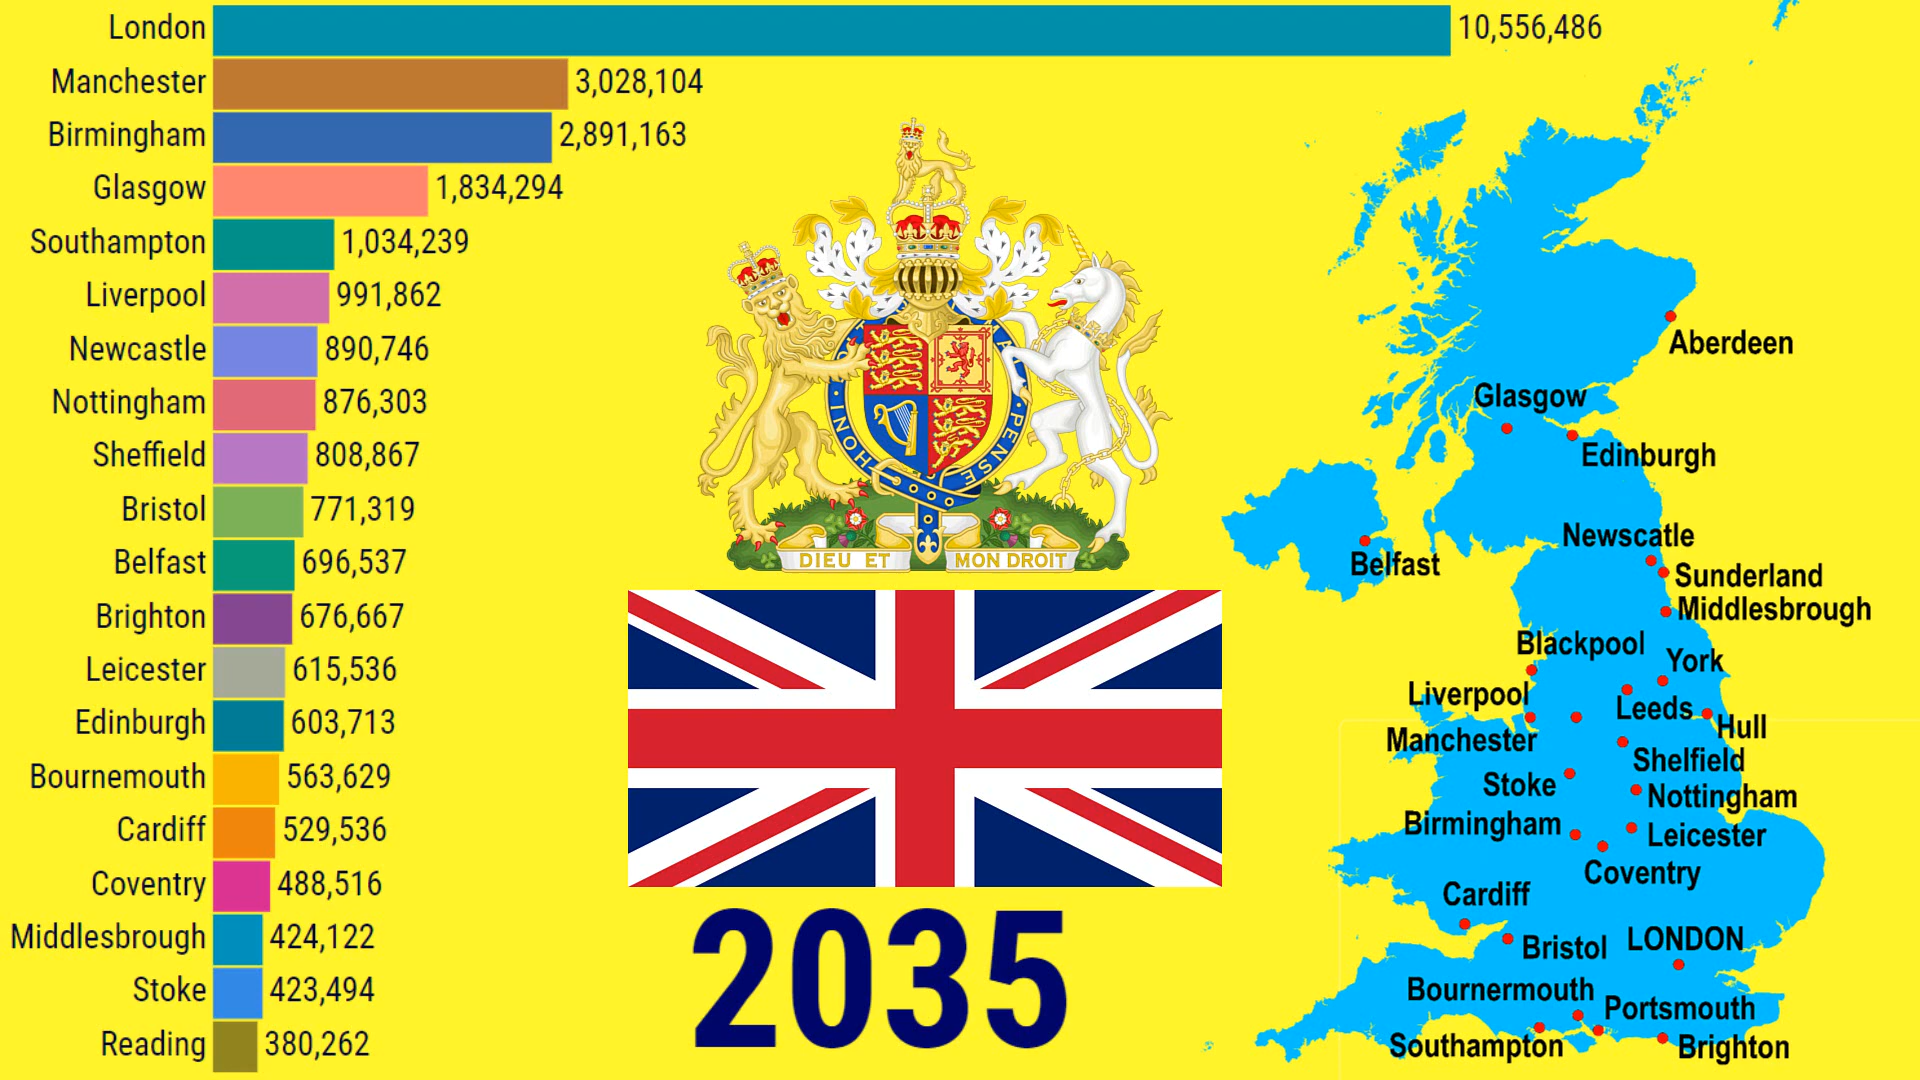 London 10,556,486
Manchester 3,028,104
Birmingham 2,891,163
Glasgow 1,834,294
Southampton 1,034,239
Liverpool 991,862
Newcastle 890,746
Nottingham 876,303
Sheffield 808,867
Bristol 771,319
Belfast 696,537
Brighton 676,667
Leicester 615,536
Edinburgh 603,713
Bournemouth 563,629
Cardiff 529,536
Coventry 488,516
Middlesbrough 424,122
Stoke 423,494
Reading 380,262
HONI PENSE
DIEU ET MON DROIT
2035
Aberdeen
Glasgow
Edinburgh
Newscatle
Belfast
Sunderland
Middlesbrough
Blackpool
York
Liverpool
Leeds
Hull
Manchester
Shelfield
Stoke
Nottingham
Birmingham
Leicester
Coventry
Cardiff
LONDON
Bristol
Bournermouth
Portsmouth
Southampton
Brighton